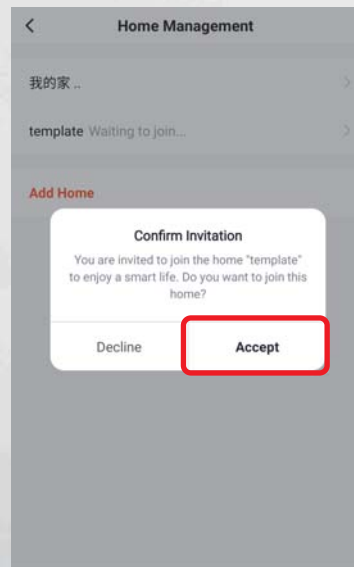 Home Management
我的家 ..
template Waiting to join...
Add Home
Confirm Invitation
You are invited to join the home "template"
to enjoy a smart life. Do you want to join this
home?
Decline Accept